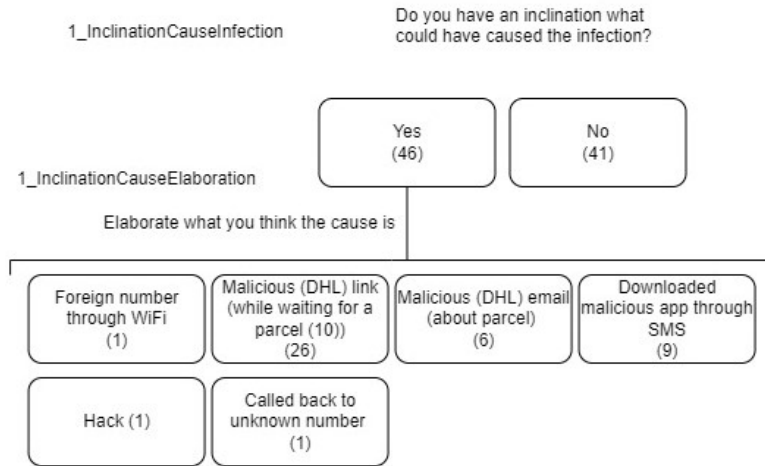 1_InclinationCauseInfection
Do you have an inclination what
could have caused the infection?
Yes
(46)
No
(41)
1_InclinationCauseElaboration
Elaborate what you think the cause is
Foreign number
through WiFi
(1)
Malicious (DHL) link
(while waiting for a
parcel (10))
(26)
Malicious (DHL) email
(about parcel)
(6)
Downloaded
malicious app through
SMS
(9)
Hack (1)
Called back to
unknown number
(1)